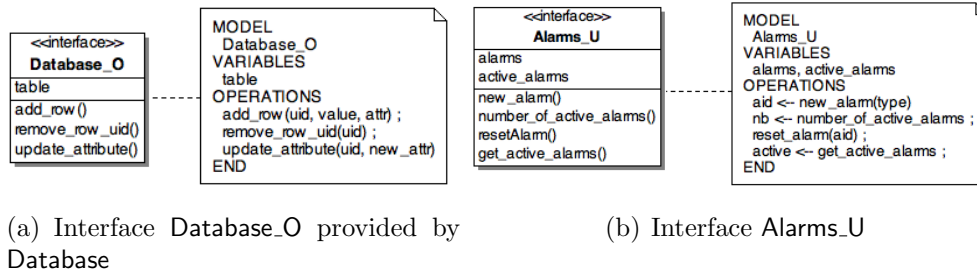 <<interface>>
Database_O
table
add_row()
remove_row_uid()
update_attribute()
MODEL
Database_O
VARIABLES
table
OPERATIONS
add_row(uid, value, attr) ;
remove_row_uid(uid) ;
update_attribute(uid, new_attr)
END
<<interface>>
Alarms_U
alarms
active_alarms
new_alarm()
number_of_active_alarms()
resetAlarm()
get_active_alarms()
MODEL
Alarms_U
VARIABLES
alarms, active_alarms
OPERATIONS
aid <-- new_alarm(type)
nb <-- number_of_active_alarms ;
reset_alarm(aid) ;
active <-- get_active_alarms ;
END
(a) Interface Database_O provided by
Database
(b) Interface Alarms_U